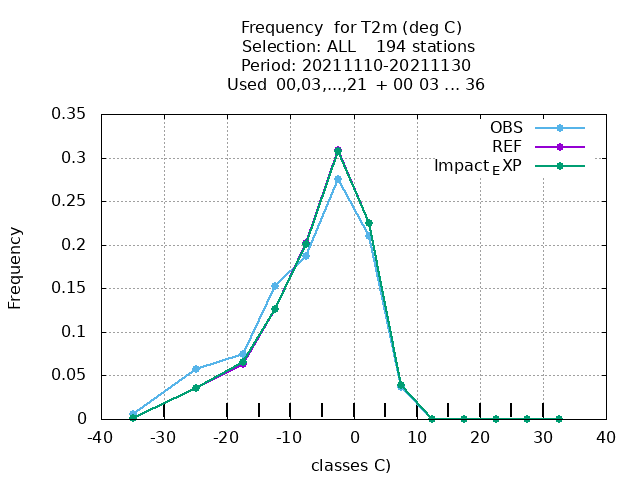 Frequency  for T2m (deg C)
Selection: ALL    194 stations
Period: 20211110-20211130
Used  00,03,...,21  + 00 03 ... 36
OBS
REF
Impact_EXP
0.35
0.3
0.25
0.2
0.15
0.1
0.05
0
Frequency
-40 -30 -20 -10 0 10 20 30 40
classes C)